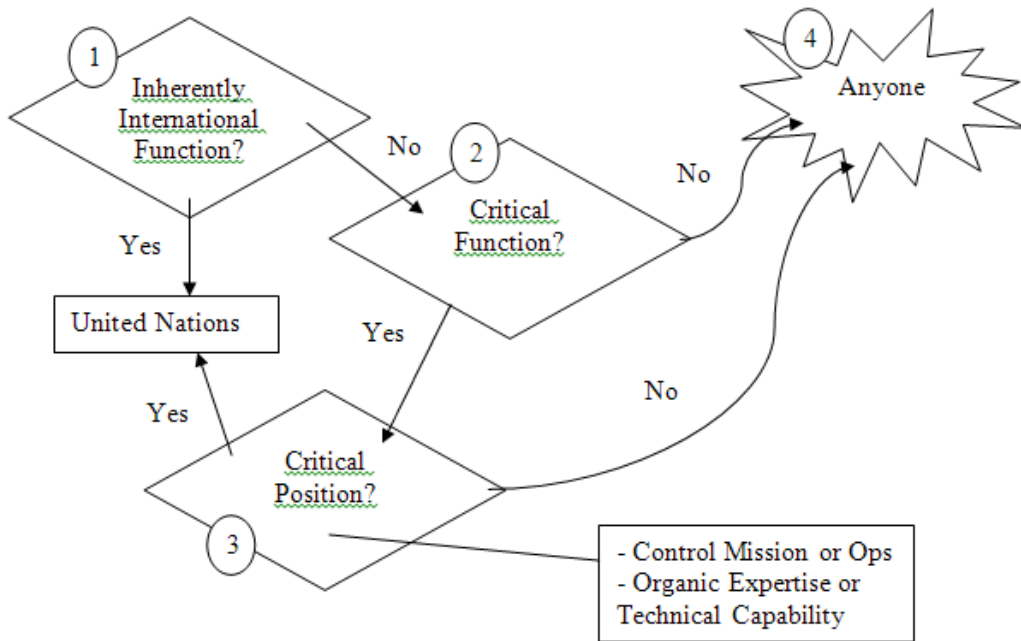 1
Inherently
International
Function?
Yes
No
2
Critical
Function?
No
4
Anyone
United Nations
Yes
Yes
Critical
Position?
3
No
- Control Mission or Ops
- Organic Expertise or
Technical Capability